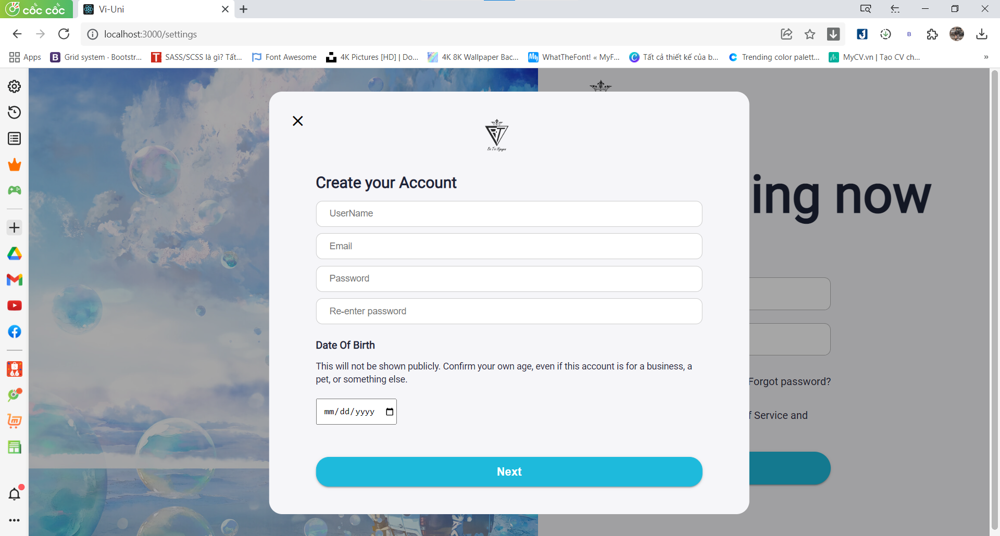 cốc cốc
Vi-Uni
localhost:3000/settings
Apps
Grid system · Bootstr...
SASS/SCSS là gì? Tất...
Font Awesome
4K Pictures [HD] | Do...
4K 8K Wallpaper Bac...
WhatTheFont! « MyF...
Tất cả thiết kế của b...
Trending color palett...
MyCV.vn | Tạo CV ch...
»
Create your Account
UserName
Email
Password
Re-enter password
Date Of Birth
This will not be shown publicly. Confirm your own age, even if this account is for a business, a
pet, or something else.
mm/dd/yyyy
Next
ing now
Forgot password?
f Service and